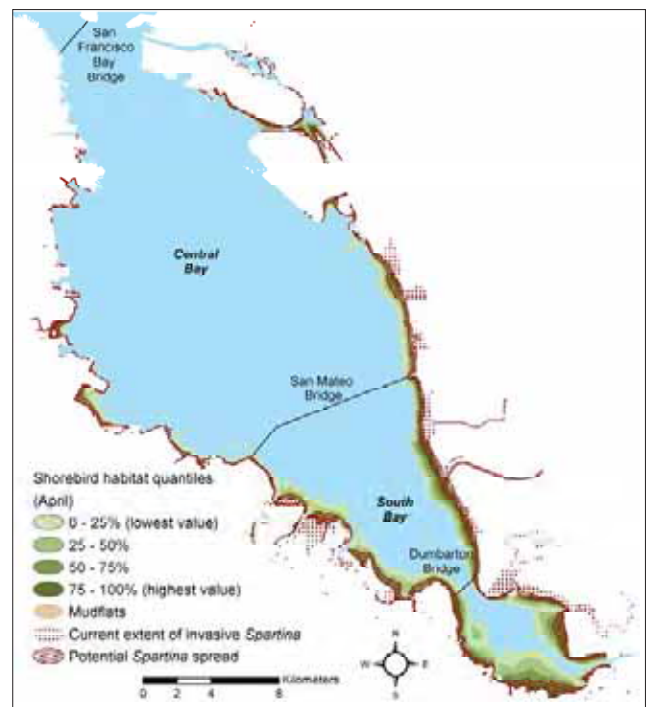 San
Francisco
Bay
Bridge
Central
Bay
San Mateo
Bridge
South
Bay
Dumbarton
Bridge
Shorebird habitat quantiles
(April)
0 - 25% (lowest value)
25 - 50%
50 - 75%
75 - 100% (highest value)
Mudflats
Current extent of invasive Spartina
Potential Spartina spread
N
W E
S
Kilometers
0 2 4 8